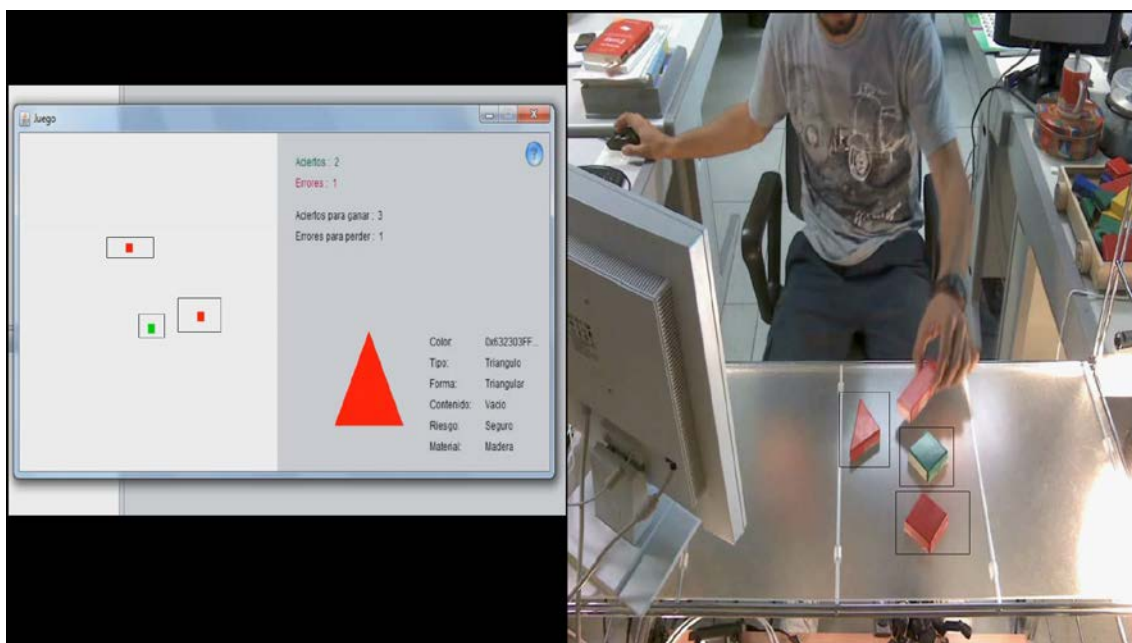 Juego
Aciertos : 2
Errores : 1
Aciertos para ganar : 3
Errores para perder : 1
Color: 0x632303FF...
Tipo: Triangulo
Forma: Triangular
Contenido: Vacio
Riesgo: Seguro
Material: Madera